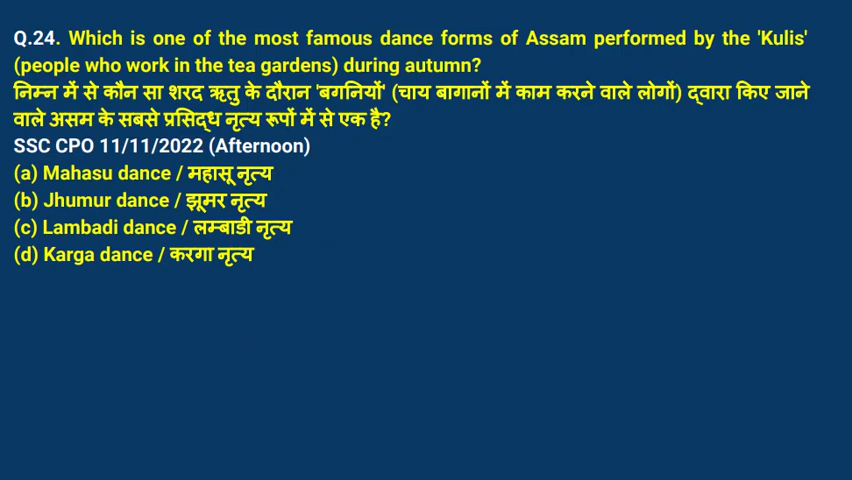 Q.24. Which is one of the most famous dance forms of Assam performed by the 'Kulis'
(people who work in the tea gardens) during autumn?
निम्न में से कौन सा शरद ऋतु के दौरान 'बगनियों' (चाय बागानों में काम करने वाले लोगों) द्वारा किए जाने
वाले असम के सबसे प्रसिद्ध नृत्य रूपों में से एक है?
SSC CPO 11/11/2022 (Afternoon)
(a) Mahasu dance / महासू नृत्य
(b) Jhumur dance / झूमर नृत्य
(c) Lambadi dance / लम्बाडी नृत्य
(d) Karga dance / करगा नृत्य